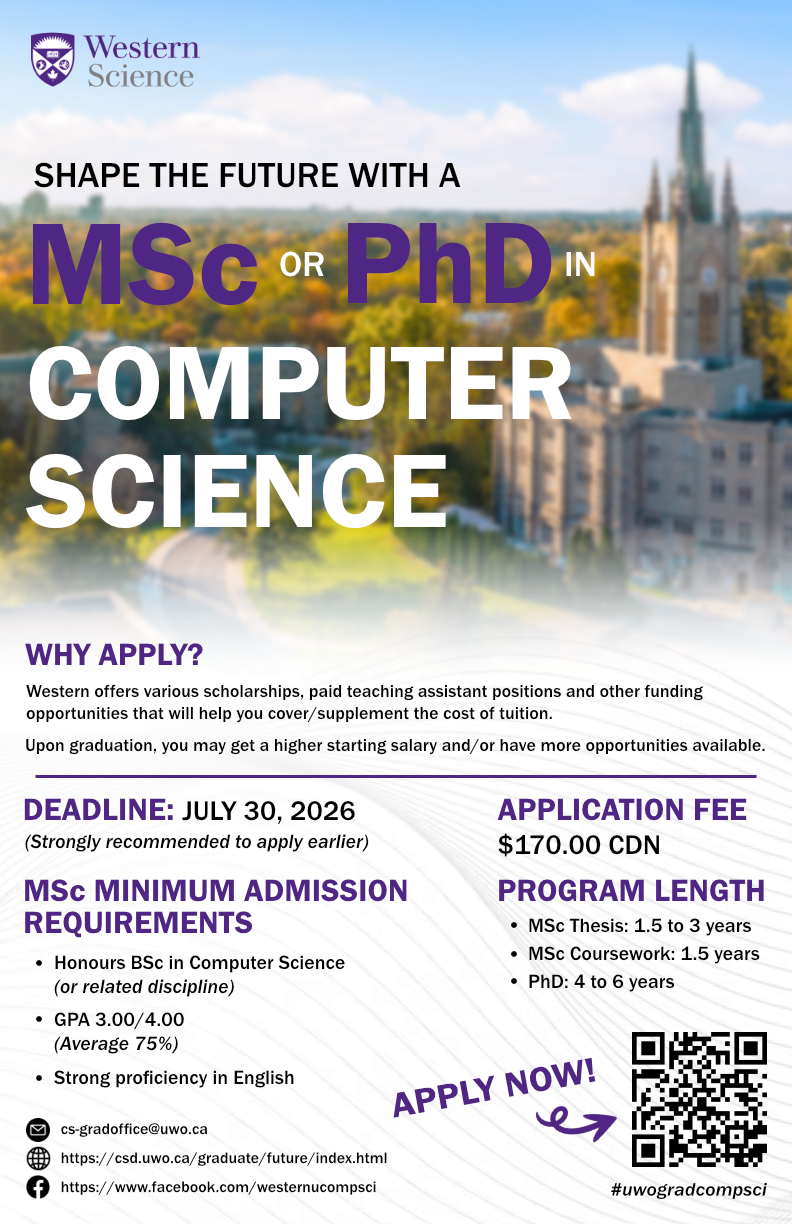 Western
Science
SHAPE THE FUTURE WITH A
MSc OR PhD IN
COMPUTER
SCIENCE
WHY APPLY?
Western offers various scholarships, paid teaching assistant positions and other funding
opportunities that will help you cover/supplement the cost of tuition.
Upon graduation, you may get a higher starting salary and/or have more opportunities available.
DEADLINE: JULY 30, 2026
(Strongly recommended to apply earlier)
MSc MINIMUM ADMISSION
REQUIREMENTS
• Honours BSc in Computer Science
(or related discipline)
• GPA 3.00/4.00
(Average 75%)
• Strong proficiency in English
APPLICATION FEE
$170.00 CDN
PROGRAM LENGTH
• MSc Thesis: 1.5 to 3 years
• MSc Coursework: 1.5 years
• PhD: 4 to 6 years
APPLY NOW!
cs-gradoffice@uwo.ca
https://csd.uwo.ca/graduate/future/index.html
https://www.facebook.com/westernucompsci
#uwogradcompsci